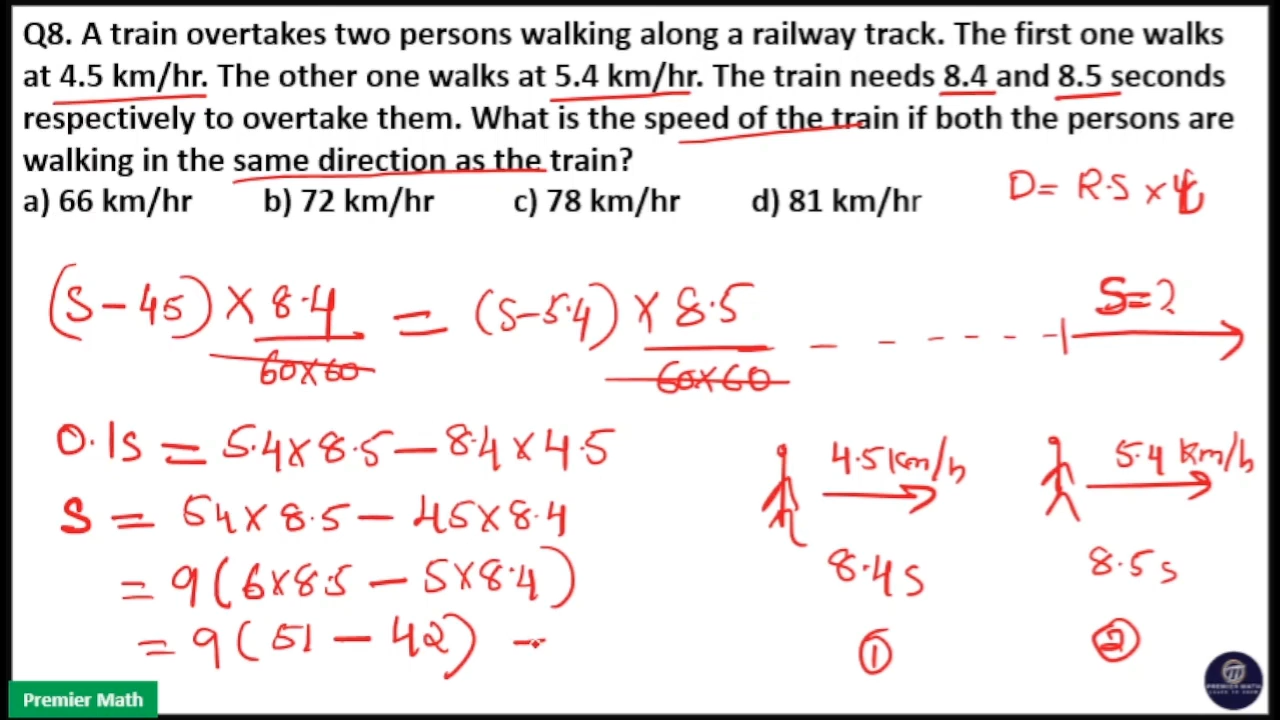 Q8. A train overtakes two persons walking along a railway track. The first one walks
at 4.5 km/hr. The other one walks at 5.4 km/hr. The train needs 8.4 and 8.5 seconds
respectively to overtake them. What is the speed of the train if both the persons are
walking in the same direction as the train?
a) 66 km/hr b) 72 km/hr c) 78 km/hr d) 81 km/hr
D = R.S × t
(S - 45) × 8.4 / 60×60 = (S-5.4) × 8.5 / 60×60
S=?
0.1S = 5.4×8.5 - 8.4×4.5
4.5 Km/h 5.4 Km/h
S = 54×8.5 - 45×8.4
= 9(6×8.5 - 5×8.4)
8.4s 8.5s
= 9(51 - 42) =
1 2
Premier Math
PREMIER MATH